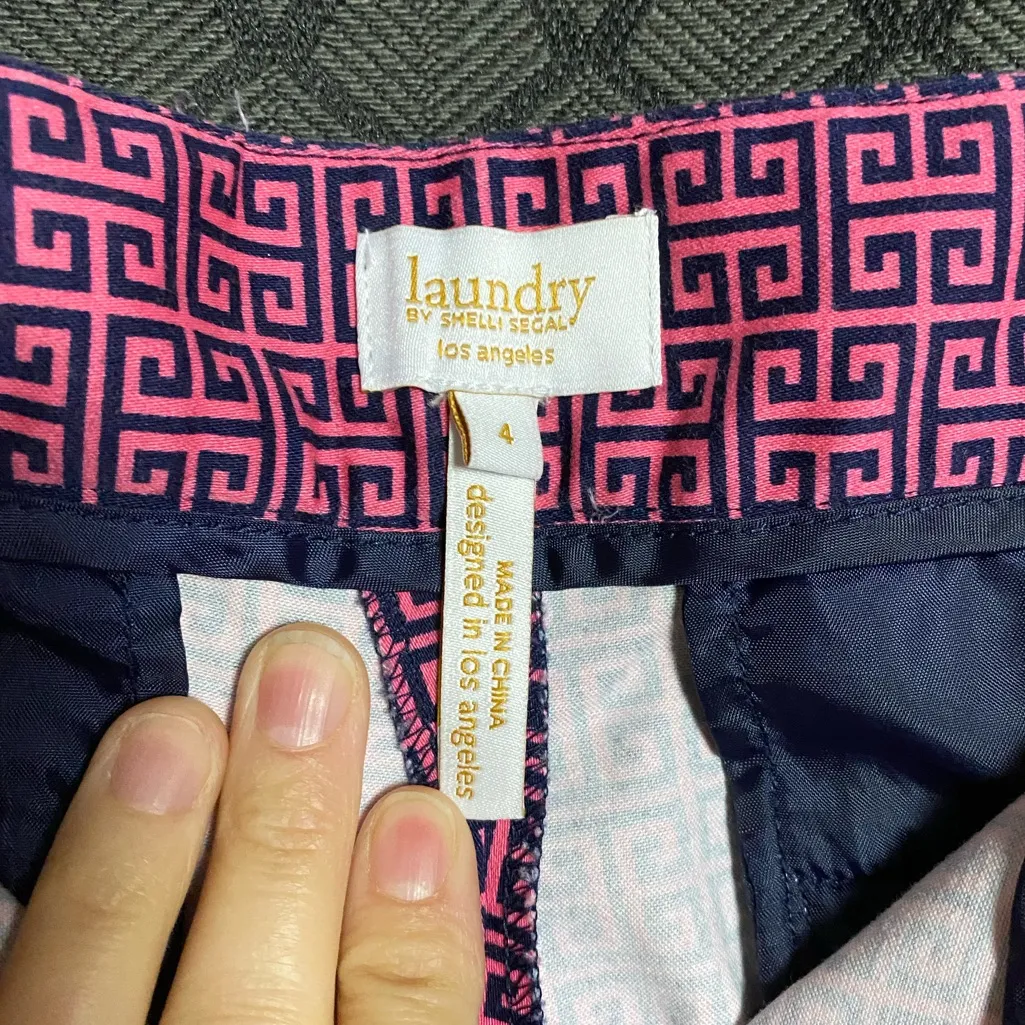 laundry
BY SHELLI SEGAL
los angeles
4
MADE IN CHINA
designed in los angeles